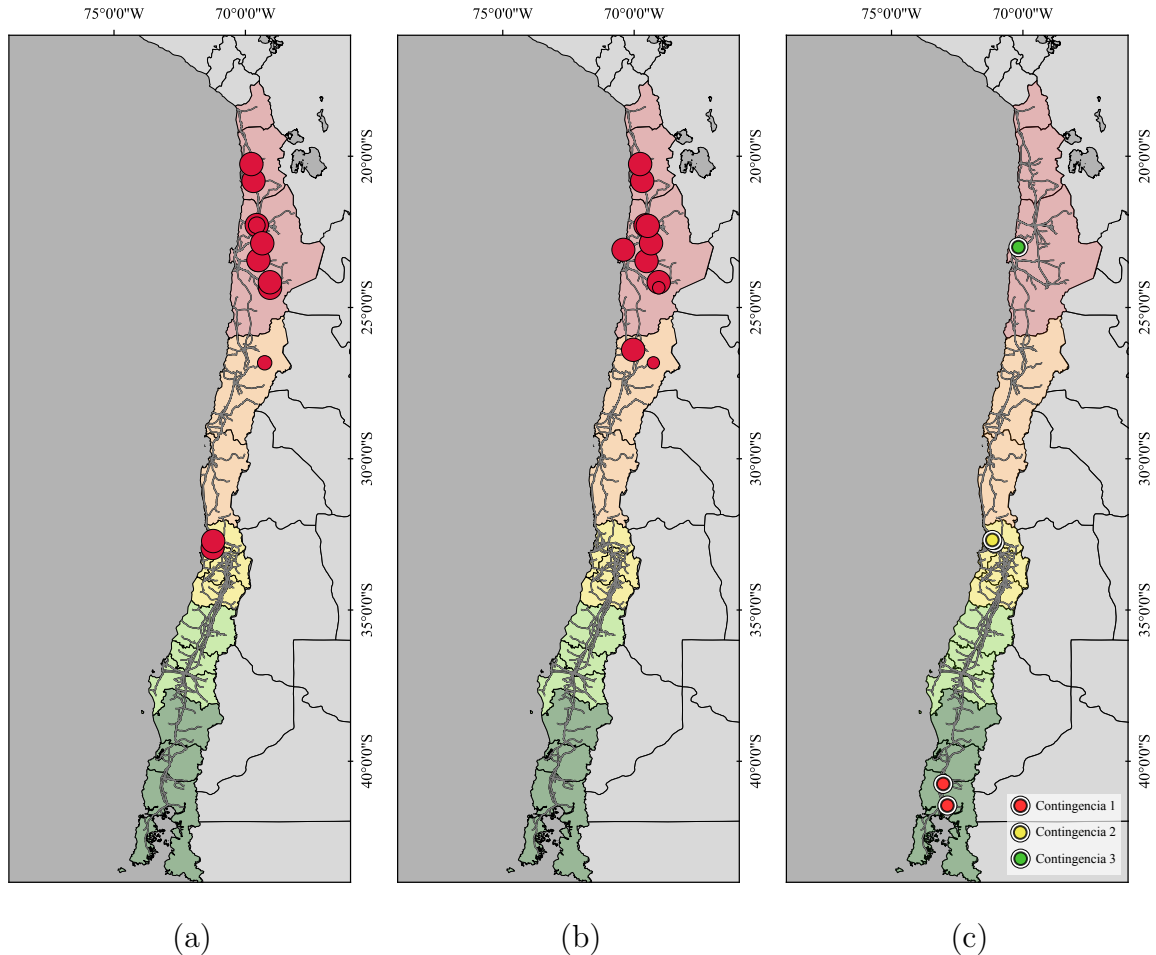 75°0'0"W 70°0'0"W 75°0'0"W 70°0'0"W 75°0'0"W 70°0'0"W
20°0'0"S 20°0'0"S 20°0'0"S
25°0'0"S 25°0'0"S 25°0'0"S
30°0'0"S 30°0'0"S 30°0'0"S
35°0'0"S 35°0'0"S 35°0'0"S
40°0'0"S 40°0'0"S 40°0'0"S
Contingencia 1
Contingencia 2
Contingencia 3
(a) (b) (c)